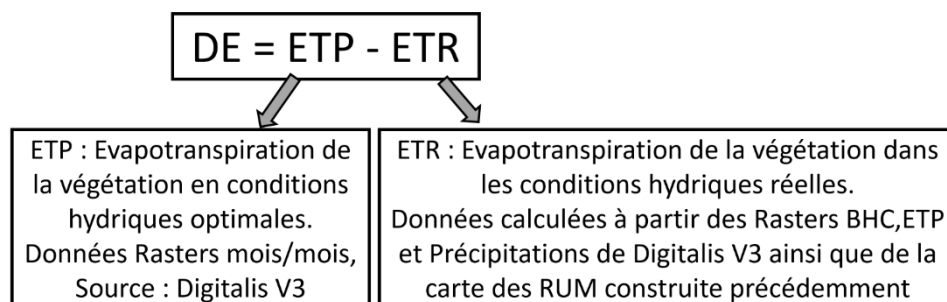 DE = ETP - ETR
ETP : Evapotranspiration de
la végétation en conditions
hydriques optimales.
Données Rasters mois/mois,
Source : Digitalis V3
ETR : Evapotranspiration de la végétation dans
les conditions hydriques réelles.
Données calculées à partir des Rasters BHC,ETP
et Précipitations de Digitalis V3 ainsi que de la
carte des RUM construite précédemment